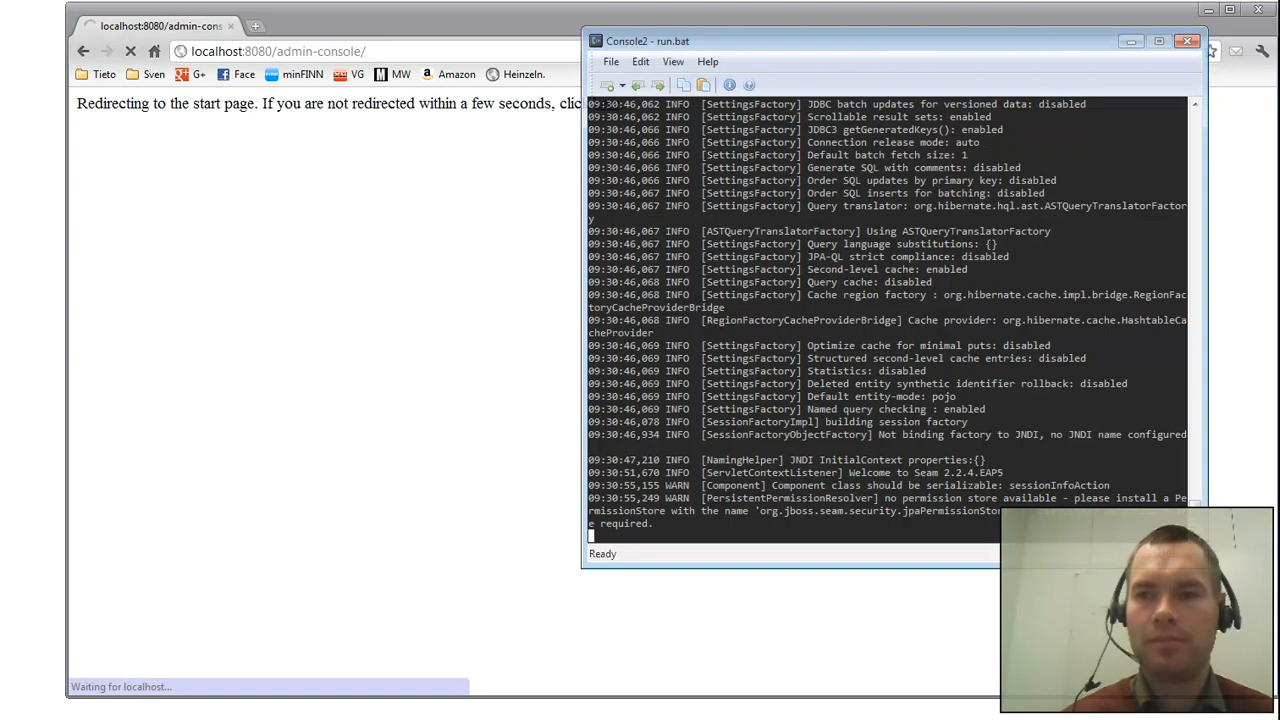 localhost:8080/admin-cons
localhost:8080/admin-console/
Tieto Sven G+ Face minFINN VG MW Amazon Heinzeln.
Redirecting to the start page. If you are not redirected within a few seconds, clic
Waiting for localhost...
Console2 - run.bat
File Edit View Help
09:30:46,062 INFO [SettingsFactory] JDBC batch updates for versioned data: disabled
09:30:46,062 INFO [SettingsFactory] Scrollable result sets: enabled
09:30:46,066 INFO [SettingsFactory] JDBC3 getGeneratedKeys(): enabled
09:30:46,066 INFO [SettingsFactory] Connection release mode: auto
09:30:46,066 INFO [SettingsFactory] Default batch fetch size: 1
09:30:46,066 INFO [SettingsFactory] Generate SQL with comments: disabled
09:30:46,066 INFO [SettingsFactory] Order SQL updates by primary key: disabled
09:30:46,067 INFO [SettingsFactory] Order SQL inserts for batching: disabled
09:30:46,067 INFO [SettingsFactory] Query translator: org.hibernate.hql.ast.ASTQueryTranslatorFactor
y
09:30:46,067 INFO [ASTQueryTranslatorFactory] Using ASTQueryTranslatorFactory
09:30:46,067 INFO [SettingsFactory] Query language substitutions: {}
09:30:46,067 INFO [SettingsFactory] JPA-QL strict compliance: disabled
09:30:46,067 INFO [SettingsFactory] Second-level cache: enabled
09:30:46,068 INFO [SettingsFactory] Query cache: disabled
09:30:46,068 INFO [SettingsFactory] Cache region factory : org.hibernate.cache.impl.bridge.RegionFac
toryCacheProviderBridge
09:30:46,068 INFO [RegionFactoryCacheProviderBridge] Cache provider: org.hibernate.cache.HashtableCa
cheProvider
09:30:46,069 INFO [SettingsFactory] Optimize cache for minimal puts: disabled
09:30:46,069 INFO [SettingsFactory] Structured second-level cache entries: disabled
09:30:46,069 INFO [SettingsFactory] Statistics: disabled
09:30:46,069 INFO [SettingsFactory] Deleted entity synthetic identifier rollback: disabled
09:30:46,069 INFO [SettingsFactory] Default entity-mode: pojo
09:30:46,069 INFO [SettingsFactory] Named query checking : enabled
09:30:46,078 INFO [SessionFactoryImpl] building session factory
09:30:46,934 INFO [SessionFactoryObjectFactory] Not binding factory to JNDI, no JNDI name configured
09:30:47,210 INFO [NamingHelper] JNDI InitialContext properties:{}
09:30:51,670 INFO [ServletContextListener] Welcome to Seam 2.2.4.EAP5
09:30:55,155 WARN [Component] Component class should be serializable: sessionInfoAction
09:30:55,249 WARN [PersistentPermissionResolver] no permission store available - please install a Pe
rmissionStore with the name 'org.jboss.seam.security.jpaPermissionStor
e required.
Ready